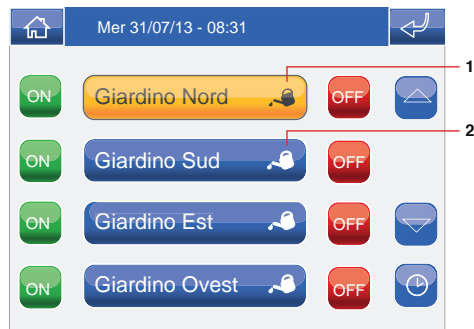 Mer 31/07/13 - 08:31
1
ON Giardino Nord OFF
2
ON Giardino Sud OFF
ON Giardino Est OFF
ON Giardino Ovest OFF